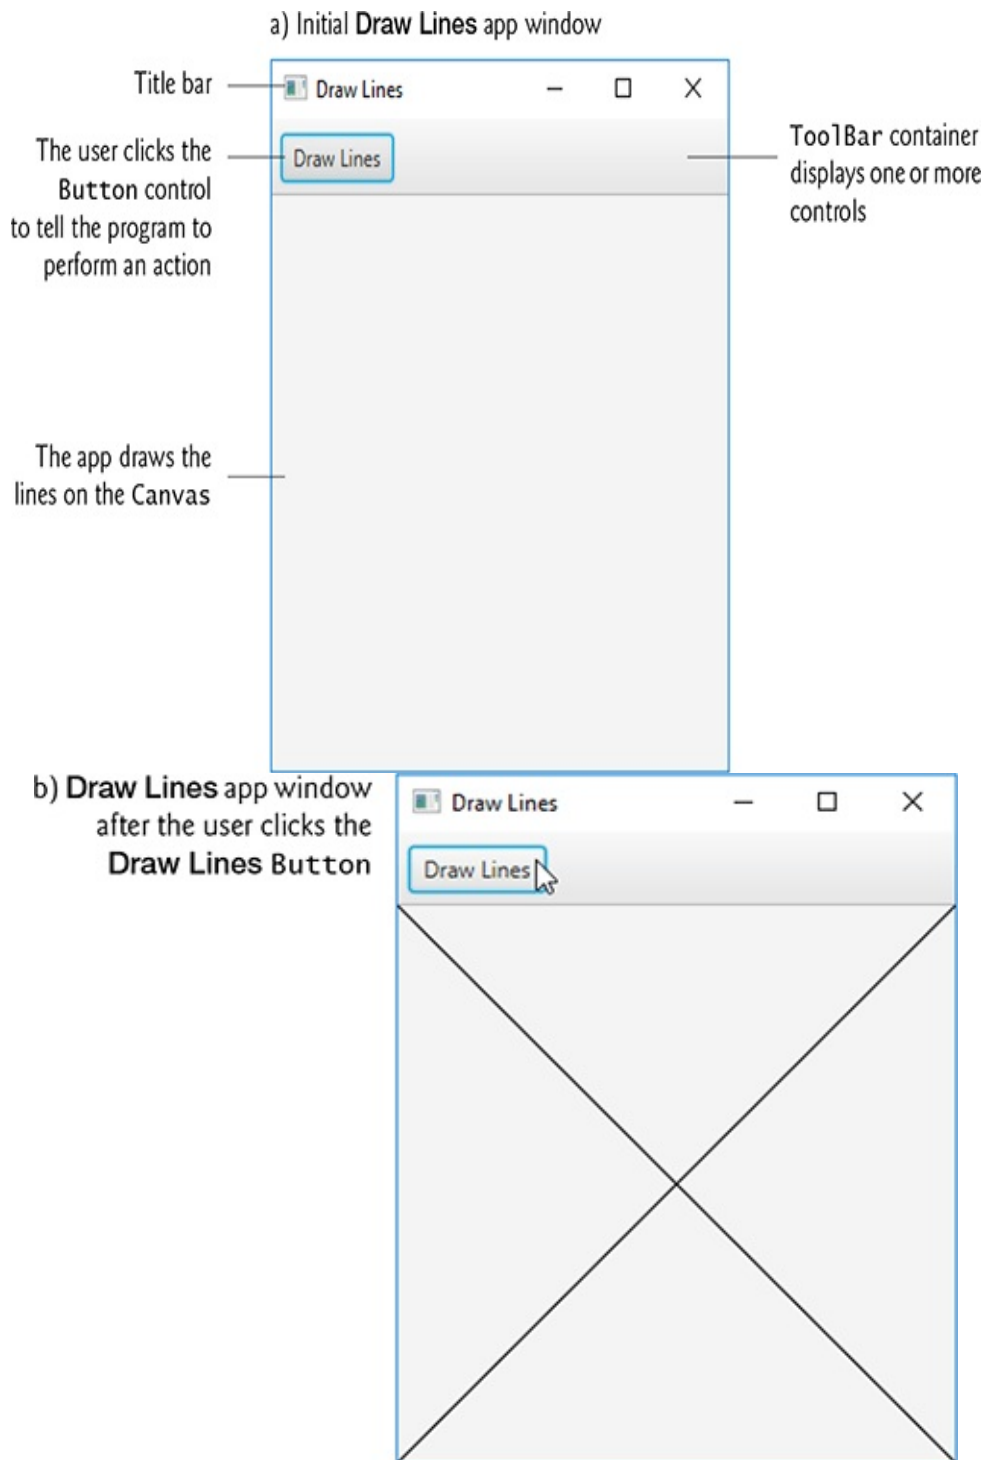 a) Initial Draw Lines app window
Title bar
Draw Lines
The user clicks the
Button control
to tell the program to
perform an action
Draw Lines
ToolBar container
displays one or more
controls
The app draws the
lines on the Canvas
b) Draw Lines app window
after the user clicks the
Draw Lines Button
Draw Lines
Draw Lines